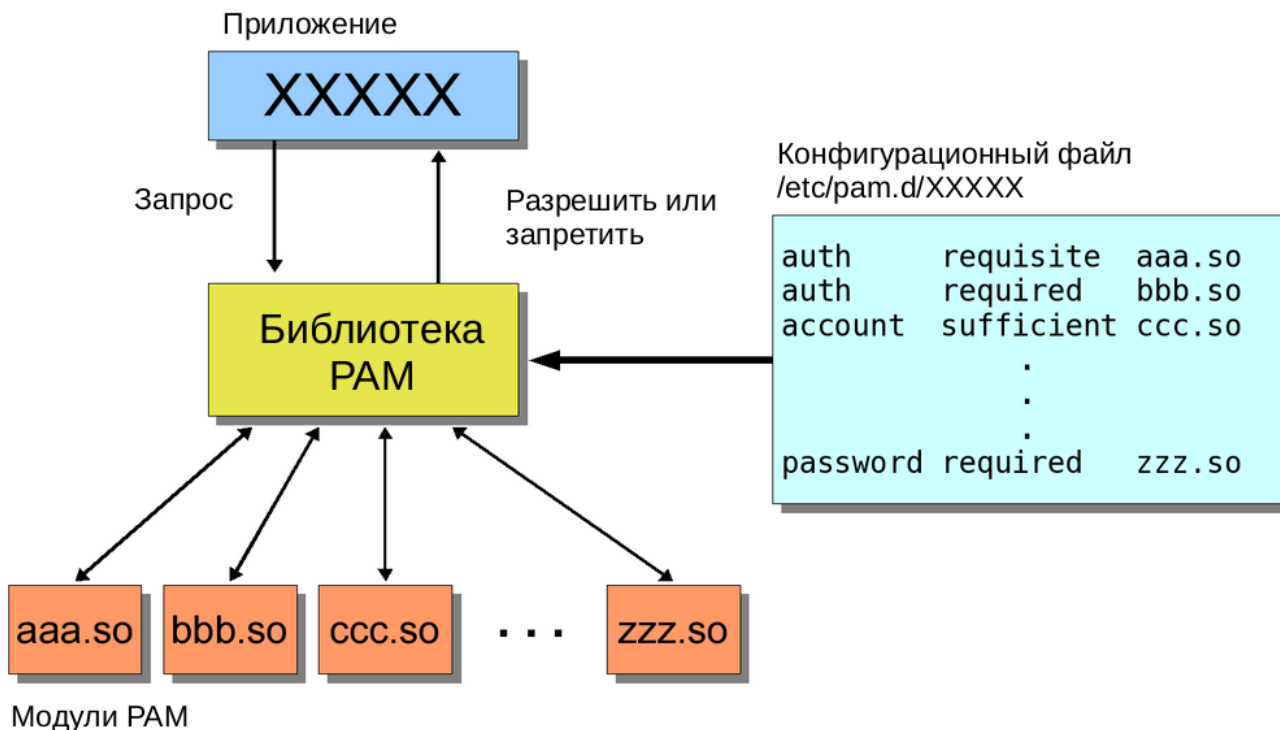 Приложение
XXXXX
Запрос
Разрешить или
запретить
Конфигурационный файл
/etc/pam.d/XXXXX
auth requisite aaa.so
auth required bbb.so
account sufficient ccc.so
.
.
.
password required zzz.so
Библиотека
PAM
aaa.so bbb.so ccc.so . . . zzz.so
Модули PAM